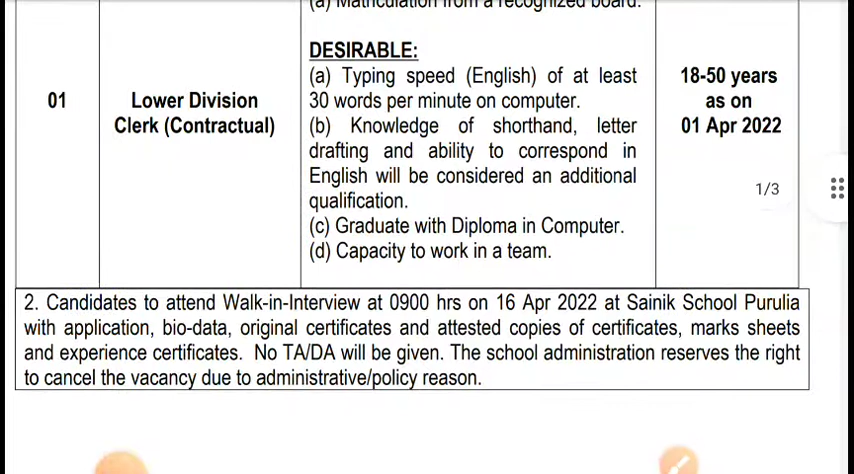 (a) Matriculation from a recognized board.
DESIRABLE:
(a) Typing speed (English) of at least
30 words per minute on computer.
(b) Knowledge of shorthand, letter
drafting and ability to correspond in
English will be considered an additional
qualification.
(c) Graduate with Diploma in Computer.
(d) Capacity to work in a team.
01
Lower Division
Clerk (Contractual)
18-50 years
as on
01 Apr 2022
1/3
2. Candidates to attend Walk-in-Interview at 0900 hrs on 16 Apr 2022 at Sainik School Purulia
with application, bio-data, original certificates and attested copies of certificates, marks sheets
and experience certificates. No TA/DA will be given. The school administration reserves the right
to cancel the vacancy due to administrative/policy reason.